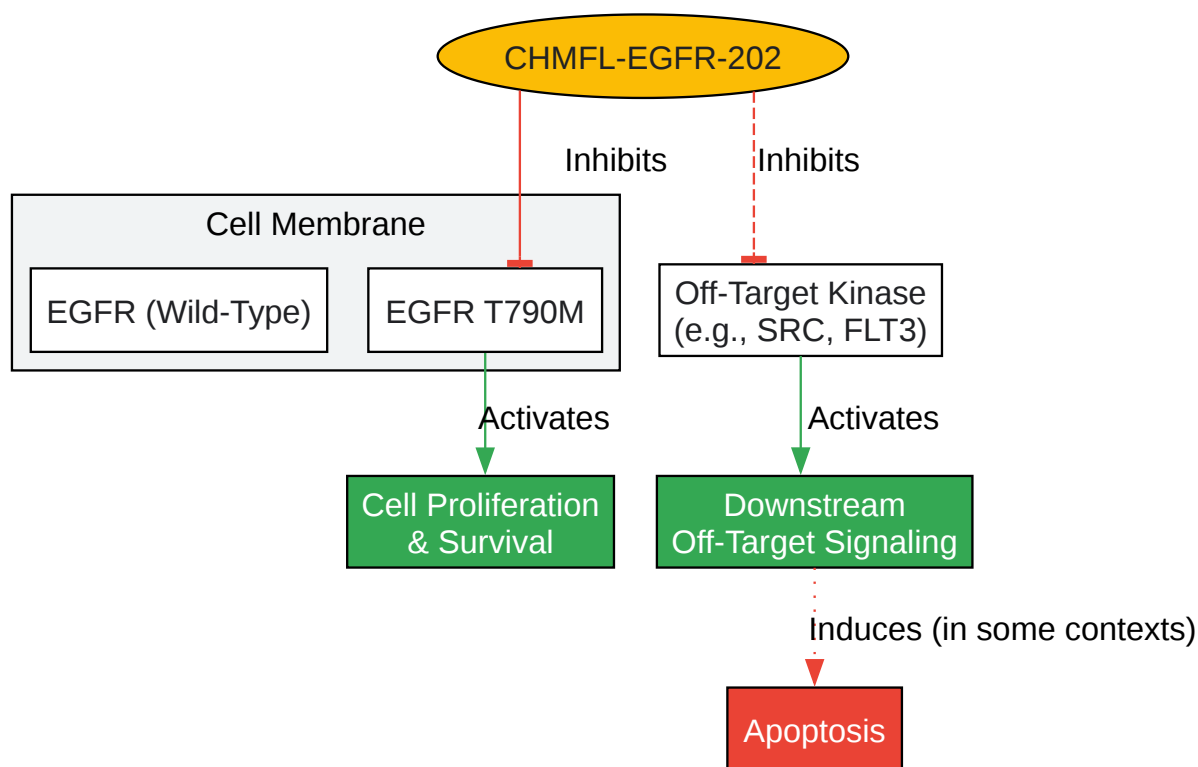 CHMFL-EGFR-202
Inhibits
Inhibits
Cell Membrane
EGFR (Wild-Type)
EGFR T790M
Off-Target Kinase
(e.g., SRC, FLT3)
Activates
Activates
Cell Proliferation
& Survival
Downstream
Off-Target Signaling
Induces (in some contexts)
Apoptosis